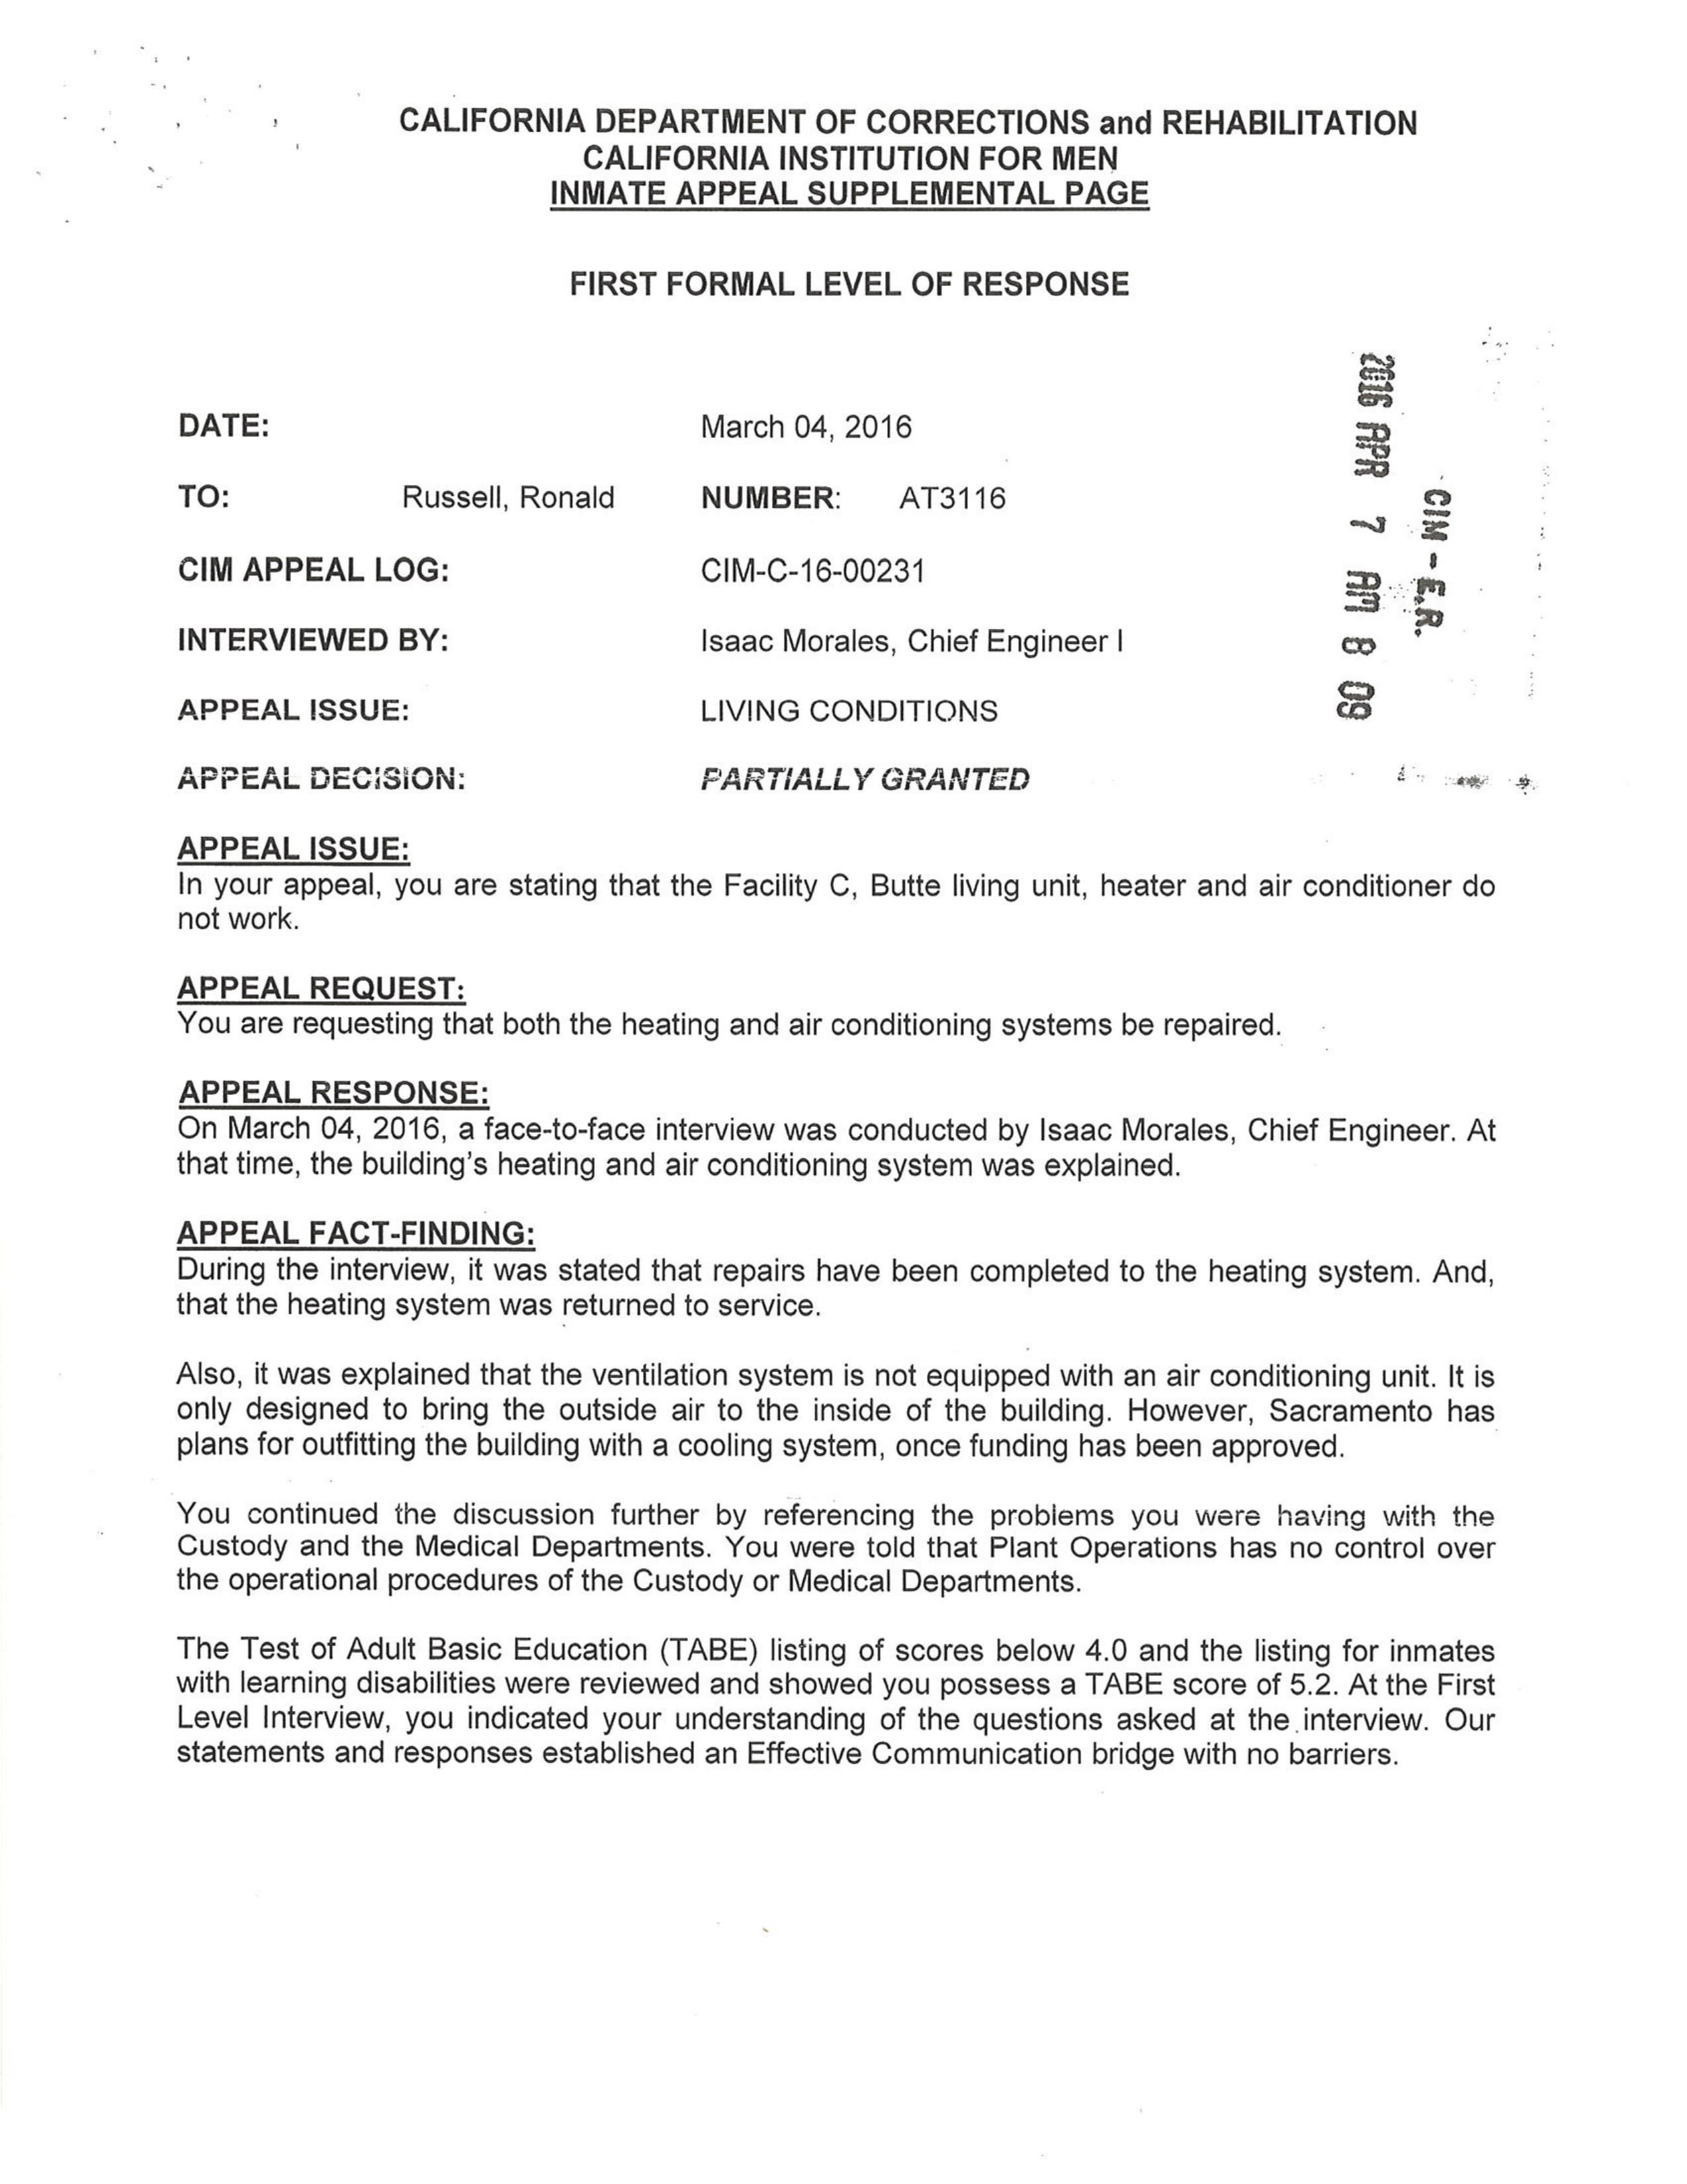 CALIFORNIA DEPARTMENT OF CORRECTIONS and REHABILITATION
CALIFORNIA INSTITUTION FOR MEN
INMATE APPEAL SUPPLEMENTAL PAGE
FIRST FORMAL LEVEL OF RESPONSE
DATE: March 04, 2016
TO: Russell, Ronald NUMBER: AT3116
CIM APPEAL LOG: CIM-C-16-00231
INTERVIEWED BY: Isaac Morales, Chief Engineer I
APPEAL ISSUE: LIVING CONDITIONS
APPEAL DECISION: PARTIALLY GRANTED
CIM - E.R.
2016 APR 7 AM 8 09
APPEAL ISSUE:
In your appeal, you are stating that the Facility C, Butte living unit, heater and air conditioner do
not work.
APPEAL REQUEST:
You are requesting that both the heating and air conditioning systems be repaired.
APPEAL RESPONSE:
On March 04, 2016, a face-to-face interview was conducted by Isaac Morales, Chief Engineer. At
that time, the building's heating and air conditioning system was explained.
APPEAL FACT-FINDING:
During the interview, it was stated that repairs have been completed to the heating system. And,
that the heating system was returned to service.
Also, it was explained that the ventilation system is not equipped with an air conditioning unit. It is
only designed to bring the outside air to the inside of the building. However, Sacramento has
plans for outfitting the building with a cooling system, once funding has been approved.
You continued the discussion further by referencing the problems you were having with the
Custody and the Medical Departments. You were told that Plant Operations has no control over
the operational procedures of the Custody or Medical Departments.
The Test of Adult Basic Education (TABE) listing of scores below 4.0 and the listing for inmates
with learning disabilities were reviewed and showed you possess a TABE score of 5.2. At the First
Level Interview, you indicated your understanding of the questions asked at the interview. Our
statements and responses established an Effective Communication bridge with no barriers.